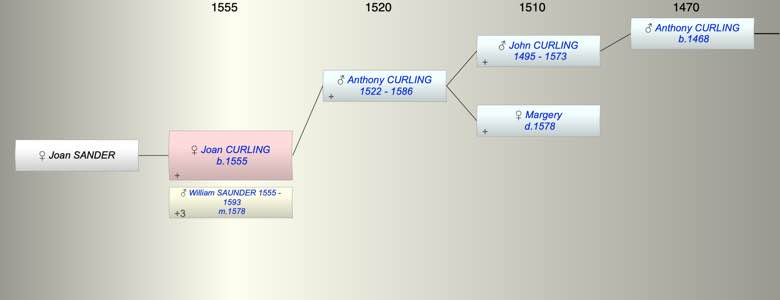 1555
1520
1510
1470
♀ Joan SANDER
♀ Joan CURLING
b.1555
+
♂ William SAUNDER 1555 -
1593
m.1578
+3
♂ Anthony CURLING
1522 - 1586
+
♂ John CURLING
1495 - 1573
+
♀ Margery
d.1578
+
♂ Anthony CURLING
b.1468